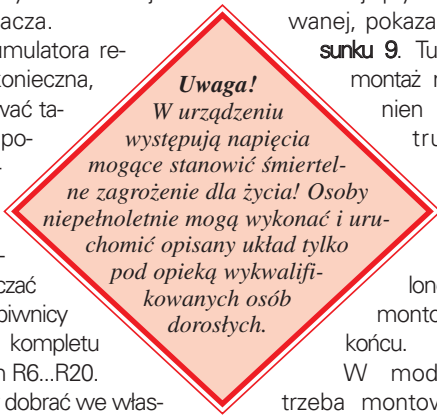 acza.
umulatora re-
konieczna,
wać ta-
po-
-
-
czać
piwnicy
kompletu
h R6...R20.
dobrać we włas-
Uwaga!
W urządzeniu
występują napięcia
mogące stanowić śmiertel-
ne zagrożenie dla życia! Osoby
niepełnoletnie mogą wykonać i uru-
chomić opisany układ tylko
pod opieką wykwalifi-
kowanych osób
dorosłych.
wanej, pokaza
sunku 9. Tu
montaż m
nien
tru
lone
monto
końcu.
W mod
trzeba montow